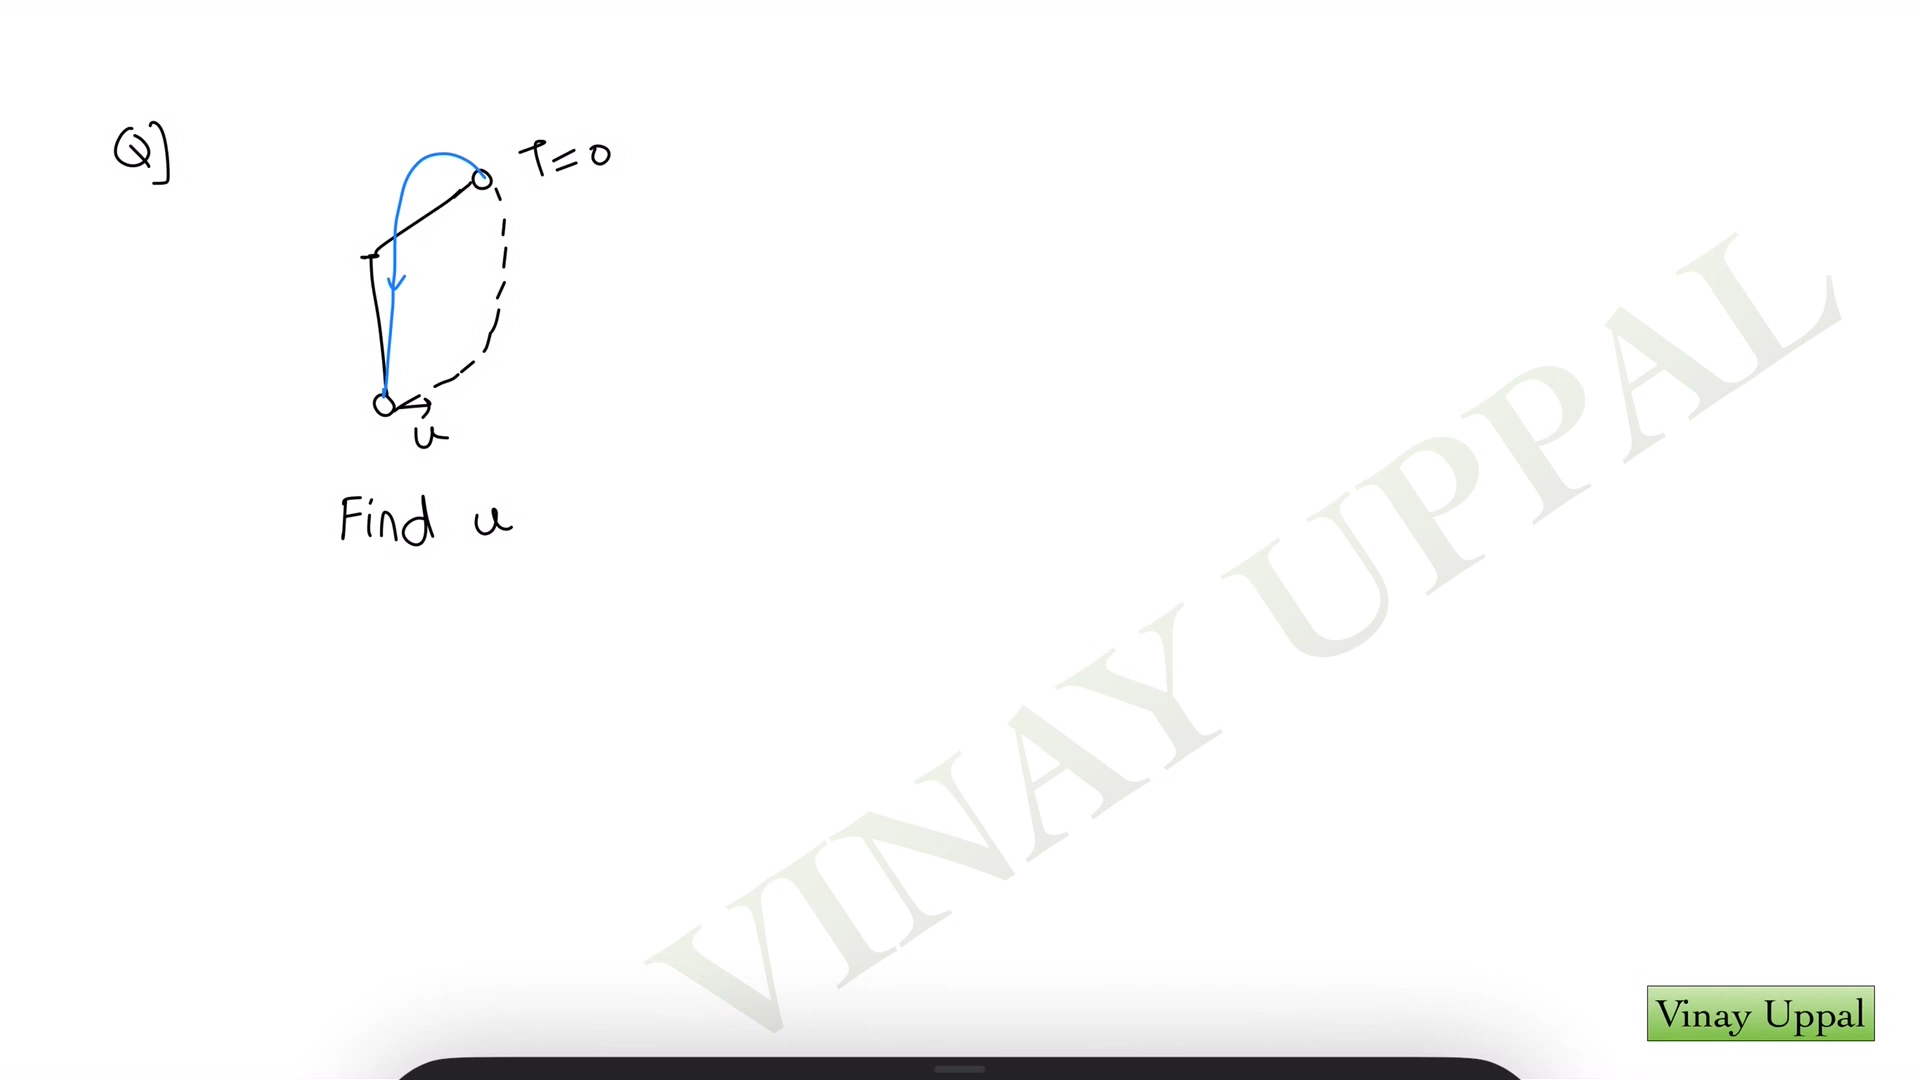 Q]
T=0
u
Find u
VINAY UPPAL
Vinay Uppal